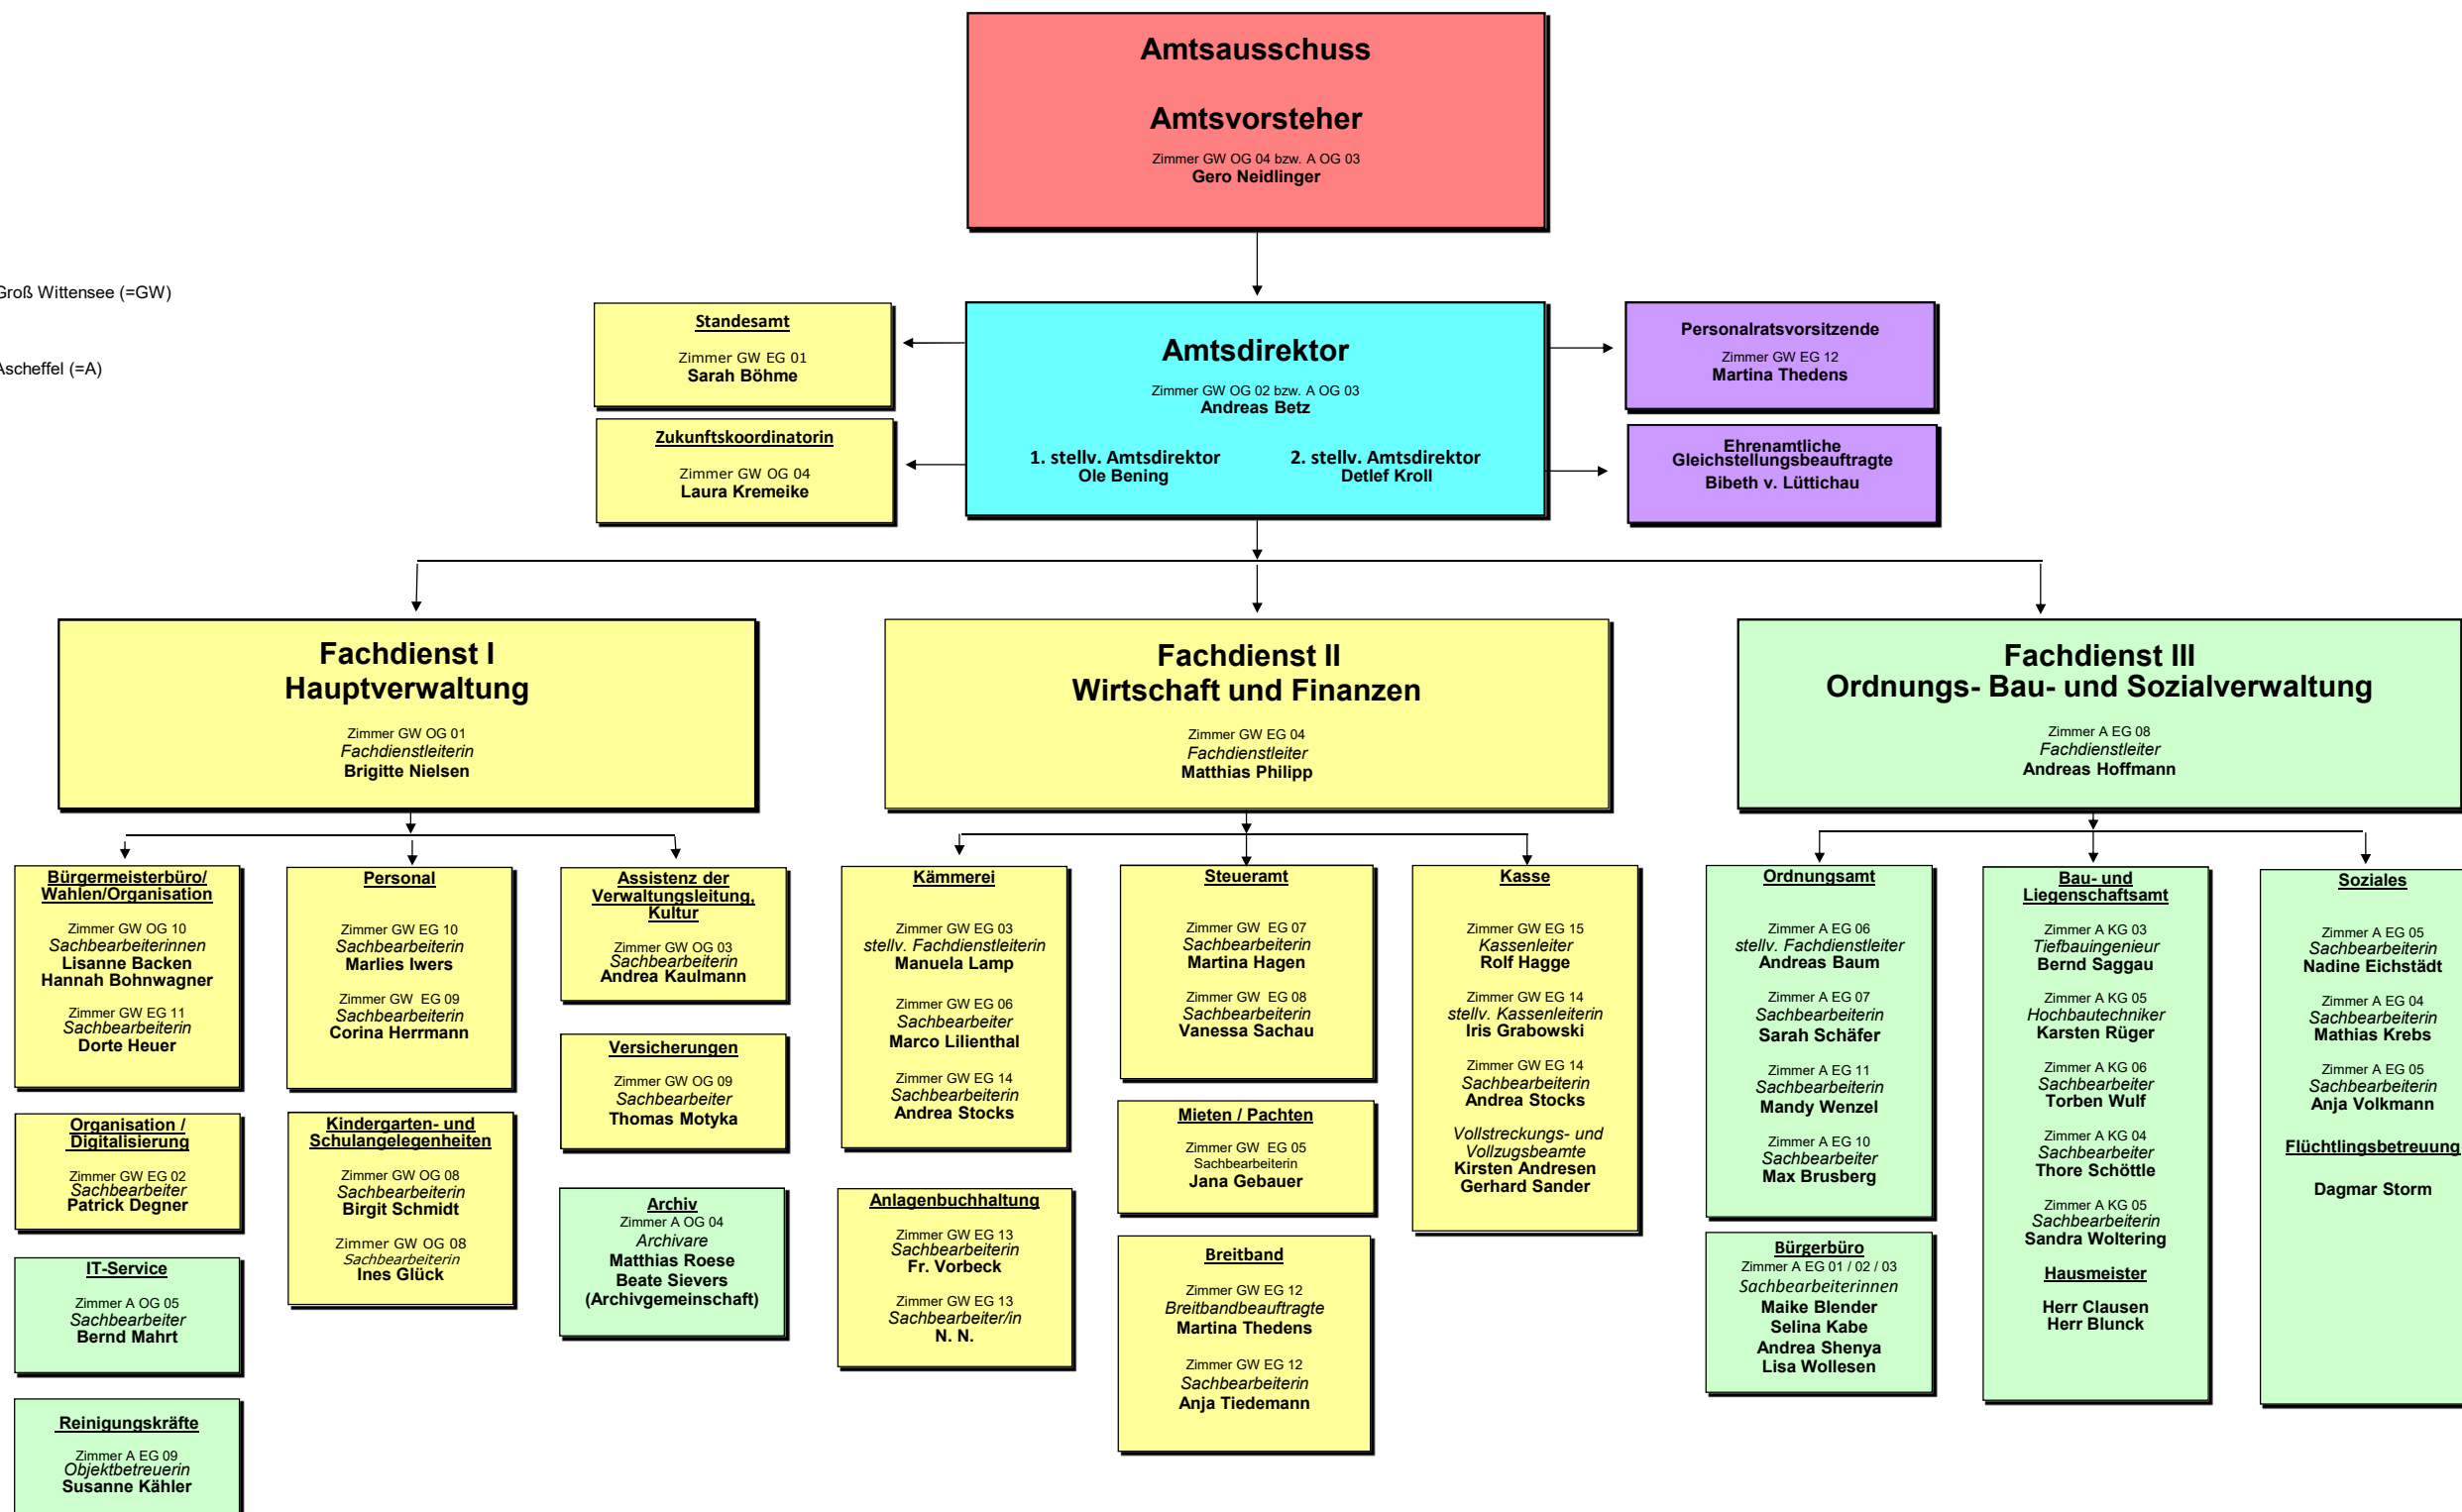 Amtsausschuss
Amtsvorsteher
Zimmer GW OG 04 bzw. A OG 03
Gero Neidlinger
Groß Wittensee (=GW)
Ascheffel (=A)
Standesamt
Zimmer GW EG 01
Sarah Böhme
Zukunftskoordinatorin
Zimmer GW OG 04
Laura Kremeike
Amtsdirektor
Zimmer GW OG 02 bzw. A OG 03
Andreas Betz
1. stellv. Amtsdirektor
Ole Bening
2. stellv. Amtsdirektor
Detlef Kroll
Personalratsvorsitzende
Zimmer GW EG 12
Martina Thedens
Ehrenamtliche
Gleichstellungsbeauftragte
Bibeth v. Lüttichau
Fachdienst I
Hauptverwaltung
Zimmer GW OG 01
Fachdienstleiterin
Brigitte Nielsen
Fachdienst II
Wirtschaft und Finanzen
Zimmer GW EG 04
Fachdienstleiter
Matthias Philipp
Fachdienst III
Ordnungs- Bau- und Sozialverwaltung
Zimmer A EG 08
Fachdienstleiter
Andreas Hoffmann
Bürgermeisterbüro/
Wahlen/Organisation
Zimmer GW OG 10
Sachbearbeiterinnen
Lisanne Backen
Hannah Bohnwagner
Zimmer GW EG 11
Sachbearbeiterin
Dorte Heuer
Organisation /
Digitalisierung
Zimmer GW EG 02
Sachbearbeiter
Patrick Degner
IT-Service
Zimmer A OG 05
Sachbearbeiter
Bernd Mahrt
Reinigungskräfte
Zimmer A EG 09
Objektbetreuerin
Susanne Kähler
Personal
Zimmer GW EG 10
Sachbearbeiterin
Marlies Iwers
Zimmer GW EG 09
Sachbearbeiterin
Corina Herrmann
Kindergarten- und
Schulangelegenheiten
Zimmer GW OG 08
Sachbearbeiterin
Birgit Schmidt
Zimmer GW OG 08
Sachbearbeiterin
Ines Glück
Assistenz der
Verwaltungsleitung,
Kultur
Zimmer GW OG 03
Sachbearbeiterin
Andrea Kaulmann
Versicherungen
Zimmer GW OG 09
Sachbearbeiter
Thomas Motyka
Archiv
Zimmer A OG 04
Archivare
Matthias Roese
Beate Sievers
(Archivgemeinschaft)
Kämmerei
Zimmer GW EG 03
stellv. Fachdienstleiterin
Manuela Lamp
Zimmer GW EG 06
Sachbearbeiter
Marco Lilienthal
Zimmer GW EG 14
Sachbearbeiterin
Andrea Stocks
Anlagenbuchhaltung
Zimmer GW EG 13
Sachbearbeiterin
Fr. Vorbeck
Zimmer GW EG 13
Sachbearbeiter/in
N. N.
Steueramt
Zimmer GW EG 07
Sachbearbeiterin
Martina Hagen
Zimmer GW EG 08
Sachbearbeiterin
Vanessa Sachau
Mieten / Pachten
Zimmer GW EG 05
Sachbearbeiterin
Jana Gebauer
Breitband
Zimmer GW EG 12
Breitbandbeauftragte
Martina Thedens
Zimmer GW EG 12
Sachbearbeiterin
Anja Tiedemann
Kasse
Zimmer GW EG 15
Kassenleiter
Rolf Hagge
Zimmer GW EG 14
stellv. Kassenleiterin
Iris Grabowski
Zimmer GW EG 14
Sachbearbeiterin
Andrea Stocks
Vollstreckungs- und
Vollzugsbeamte
Kirsten Andresen
Gerhard Sander
Ordnungsamt
Zimmer A EG 06
stellv. Fachdienstleiter
Andreas Baum
Zimmer A EG 07
Sachbearbeiterin
Sarah Schäfer
Zimmer A EG 11
Sachbearbeiterin
Mandy Wenzel
Zimmer A EG 10
Sachbearbeiter
Max Brusberg
Bürgerbüro
Zimmer A EG 01 / 02 / 03
Sachbearbeiterinnen
Maike Blender
Selina Kabe
Andrea Shenya
Lisa Wollesen
Bau- und
Liegenschaftsamt
Zimmer A KG 03
Tiefbauingenieur
Bernd Saggau
Zimmer A KG 05
Hochbautechniker
Karsten Rüger
Zimmer A KG 06
Sachbearbeiter
Torben Wulf
Zimmer A KG 04
Sachbearbeiter
Thore Schöttle
Zimmer A KG 05
Sachbearbeiterin
Sandra Woltering
Hausmeister
Herr Clausen
Herr Blunck
Soziales
Zimmer A EG 05
Sachbearbeiterin
Nadine Eichstädt
Zimmer A EG 04
Sachbearbeiterin
Mathias Krebs
Zimmer A EG 05
Sachbearbeiterin
Anja Volkmann
Flüchtlingsbetreuung
Dagmar Storm